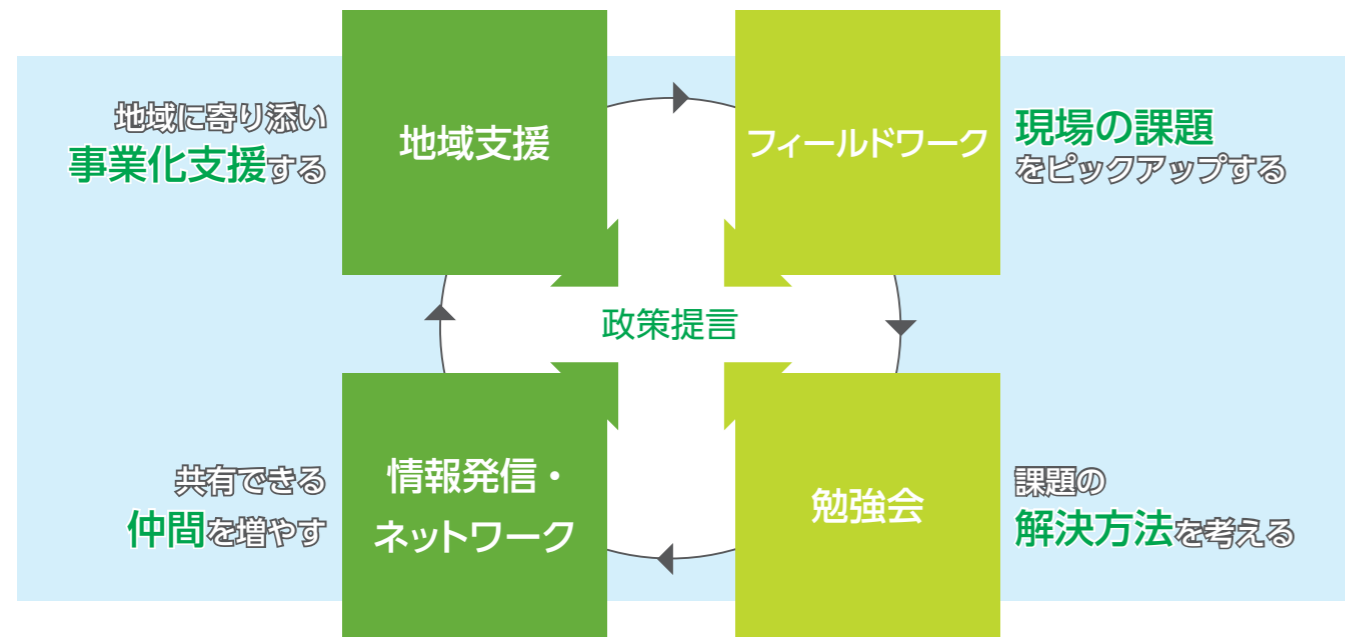 地域に寄り添い
事業化支援する
地域支援
フィールドワーク
現場の課題
をピックアップする
政策提言
共有できる
仲間を増やす
情報発信・
ネットワーク
勉強会
課題の
解決方法を考える